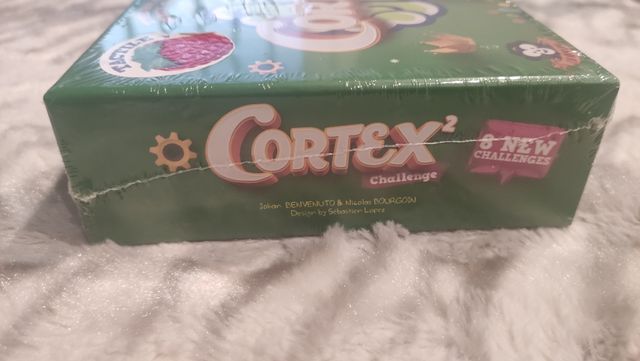 CORTEX²
Challenge
8 NEW
CHALLENGES
Johan BENVENUTO & Nicolas BOURGOIN
Design by Sébastien Lopez